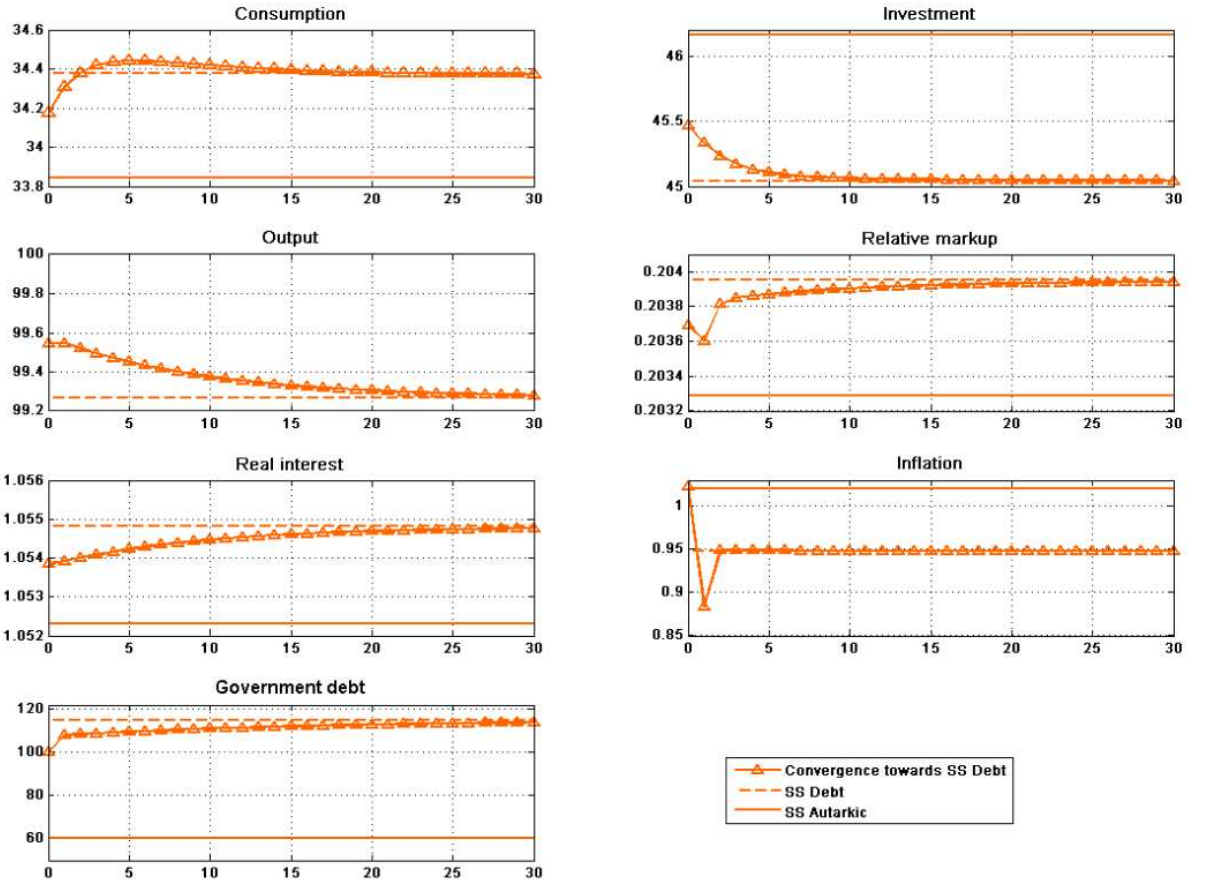 Consumption
34.6
34.4
34.2
34
33.8
0 5 10 15 20 25 30
Investment
46
45.5
45
0 5 10 15 20 25 30
Output
100
99.8
99.6
99.4
99.2
0 5 10 15 20 25 30
Relative markup
0.204
0.2038
0.2036
0.2034
0.2032
0 5 10 15 20 25 30
Real interest
1.056
1.055
1.054
1.053
1.052
0 5 10 15 20 25 30
Inflation
1
0.95
0.9
0.85
0 5 10 15 20 25 30
Government debt
120
100
80
60
0 5 10 15 20 25 30
Convergence towards SS Debt
SS Debt
SS Autarkic